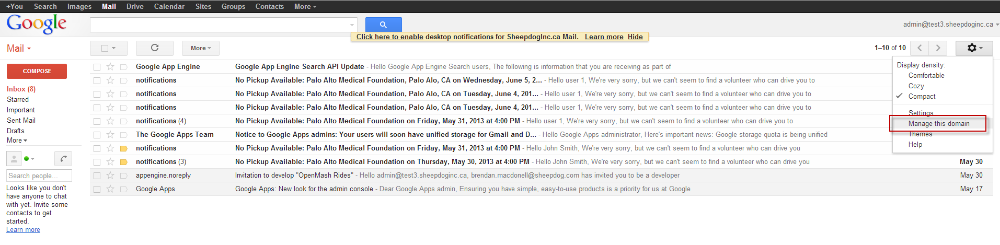 +You Search Images Mail Drive Calendar Sites Groups Contacts More
Google
admin@test3.sheepdoginc.ca
Click here to enable desktop notifications for SheepdogInc.ca Mail. Learn more Hide
Mail
More
1–10 of 10
COMPOSE
Inbox (8)
Starred
Important
Sent Mail
Drafts
More
Search people...
Looks like you don't
have anyone to chat
with yet. Invite some
contacts to get
started.
Learn more
Google App Engine Google App Engine Search API Update - Hello Google App Engine Search users, The following is information that you are receiving as part of
notifications No Pickup Available: Palo Alto Medical Foundation, Palo Alo, CA on Wednesday, June 5, 2... - Hello user 1, We're very sorry, but we can't seem to find a volunteer who can drive you to
notifications No Pickup Available: Palo Alto Medical Foundation, Palo Alo, CA on Tuesday, June 4, 201... - Hello user 1, We're very sorry, but we can't seem to find a volunteer who can drive you to
notifications No Pickup Available: Palo Alto Medical Foundation, Palo Alo, CA on Tuesday, June 4, 201... - Hello user 1, We're very sorry, but we can't seem to find a volunteer who can drive you to
notifications (4) No Pickup Available: Palo Alto Medical Foundation on Friday, May 31, 2013 at 4:00 PM - Hello user 1, We're very sorry, but we can't seem to find a volunteer who can drive you to
The Google Apps Team Notice to Google Apps admins: Your users will soon have unified storage for Gmail and D... - Hello Google Apps administrator, Here's important news: Google storage quota is being unified
notifications No Pickup Available: Palo Alto Medical Foundation on Friday, May 31, 2013 at 4:00 PM - Hello John Smith, We're very sorry, but we can't seem to find a volunteer who can drive you
notifications (3) No Pickup Available: Palo Alto Medical Foundation on Thursday, May 30, 2013 at 4:00 PM - Hello John Smith, We're very sorry, but we can't seem to find a volunteer who can drive you May 30
appengine.noreply Invitation to develop "OpenMash Rides" - Hello admin@test3.sheepdoginc.ca, brendan.macdonell@sheepdog.com has invited you to be a developer May 30
Google Apps Google Apps: New look for the admin console - Dear Google Apps admin, Ensuring you have simple, easy-to-use products is a priority for us at Google May 17
Display density:
Comfortable
Cozy
Compact
Settings
Manage this domain
Themes
Help